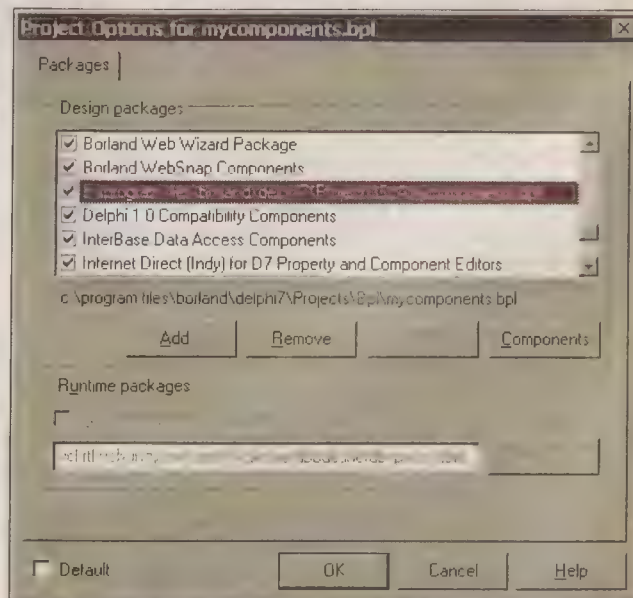 Project Options for mycomponents.bpl
Packages
Design packages
Borland Web Wizard Package
Borland WebSnap Components
Delphi 1.0 Compatibility Components
InterBase Data Access Components
Internet Direct (Indy) for D7 Property and Component Editors
c:\program files\borland\delphi7\Projects\Bpl\mycomponents.bpl
Add Remove Components
Runtime packages
Default OK Cancel Help